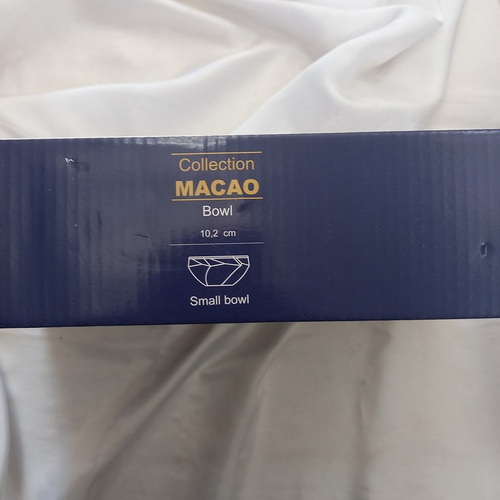 Collection
MACAO
Bowl
10,2 cm
Small bowl